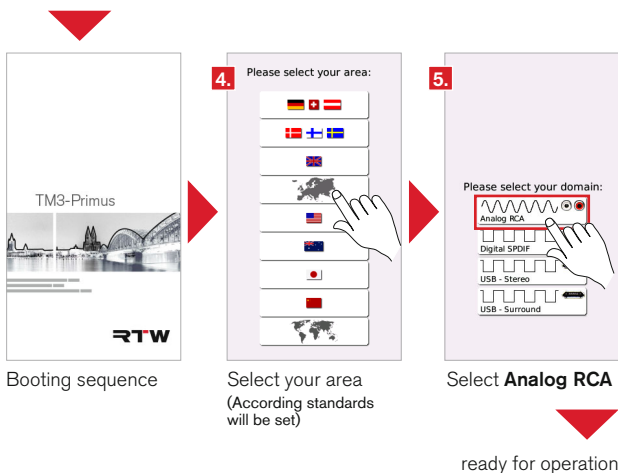 TM3-Primus
RTW
Booting sequence
4.
Please select your area:
Select your area
(According standards
will be set)
5.
Please select your domain:
Analog RCA
Digital SPDIF
USB - Stereo
USB - Surround
Select Analog RCA
ready for operation